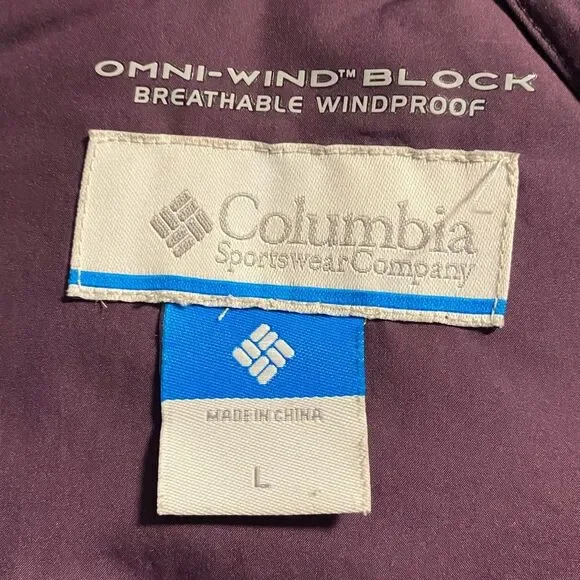 OMNI-WIND™ BLOCK
BREATHABLE WINDPROOF
Columbia
Sportswear Company
MADE IN CHINA
L